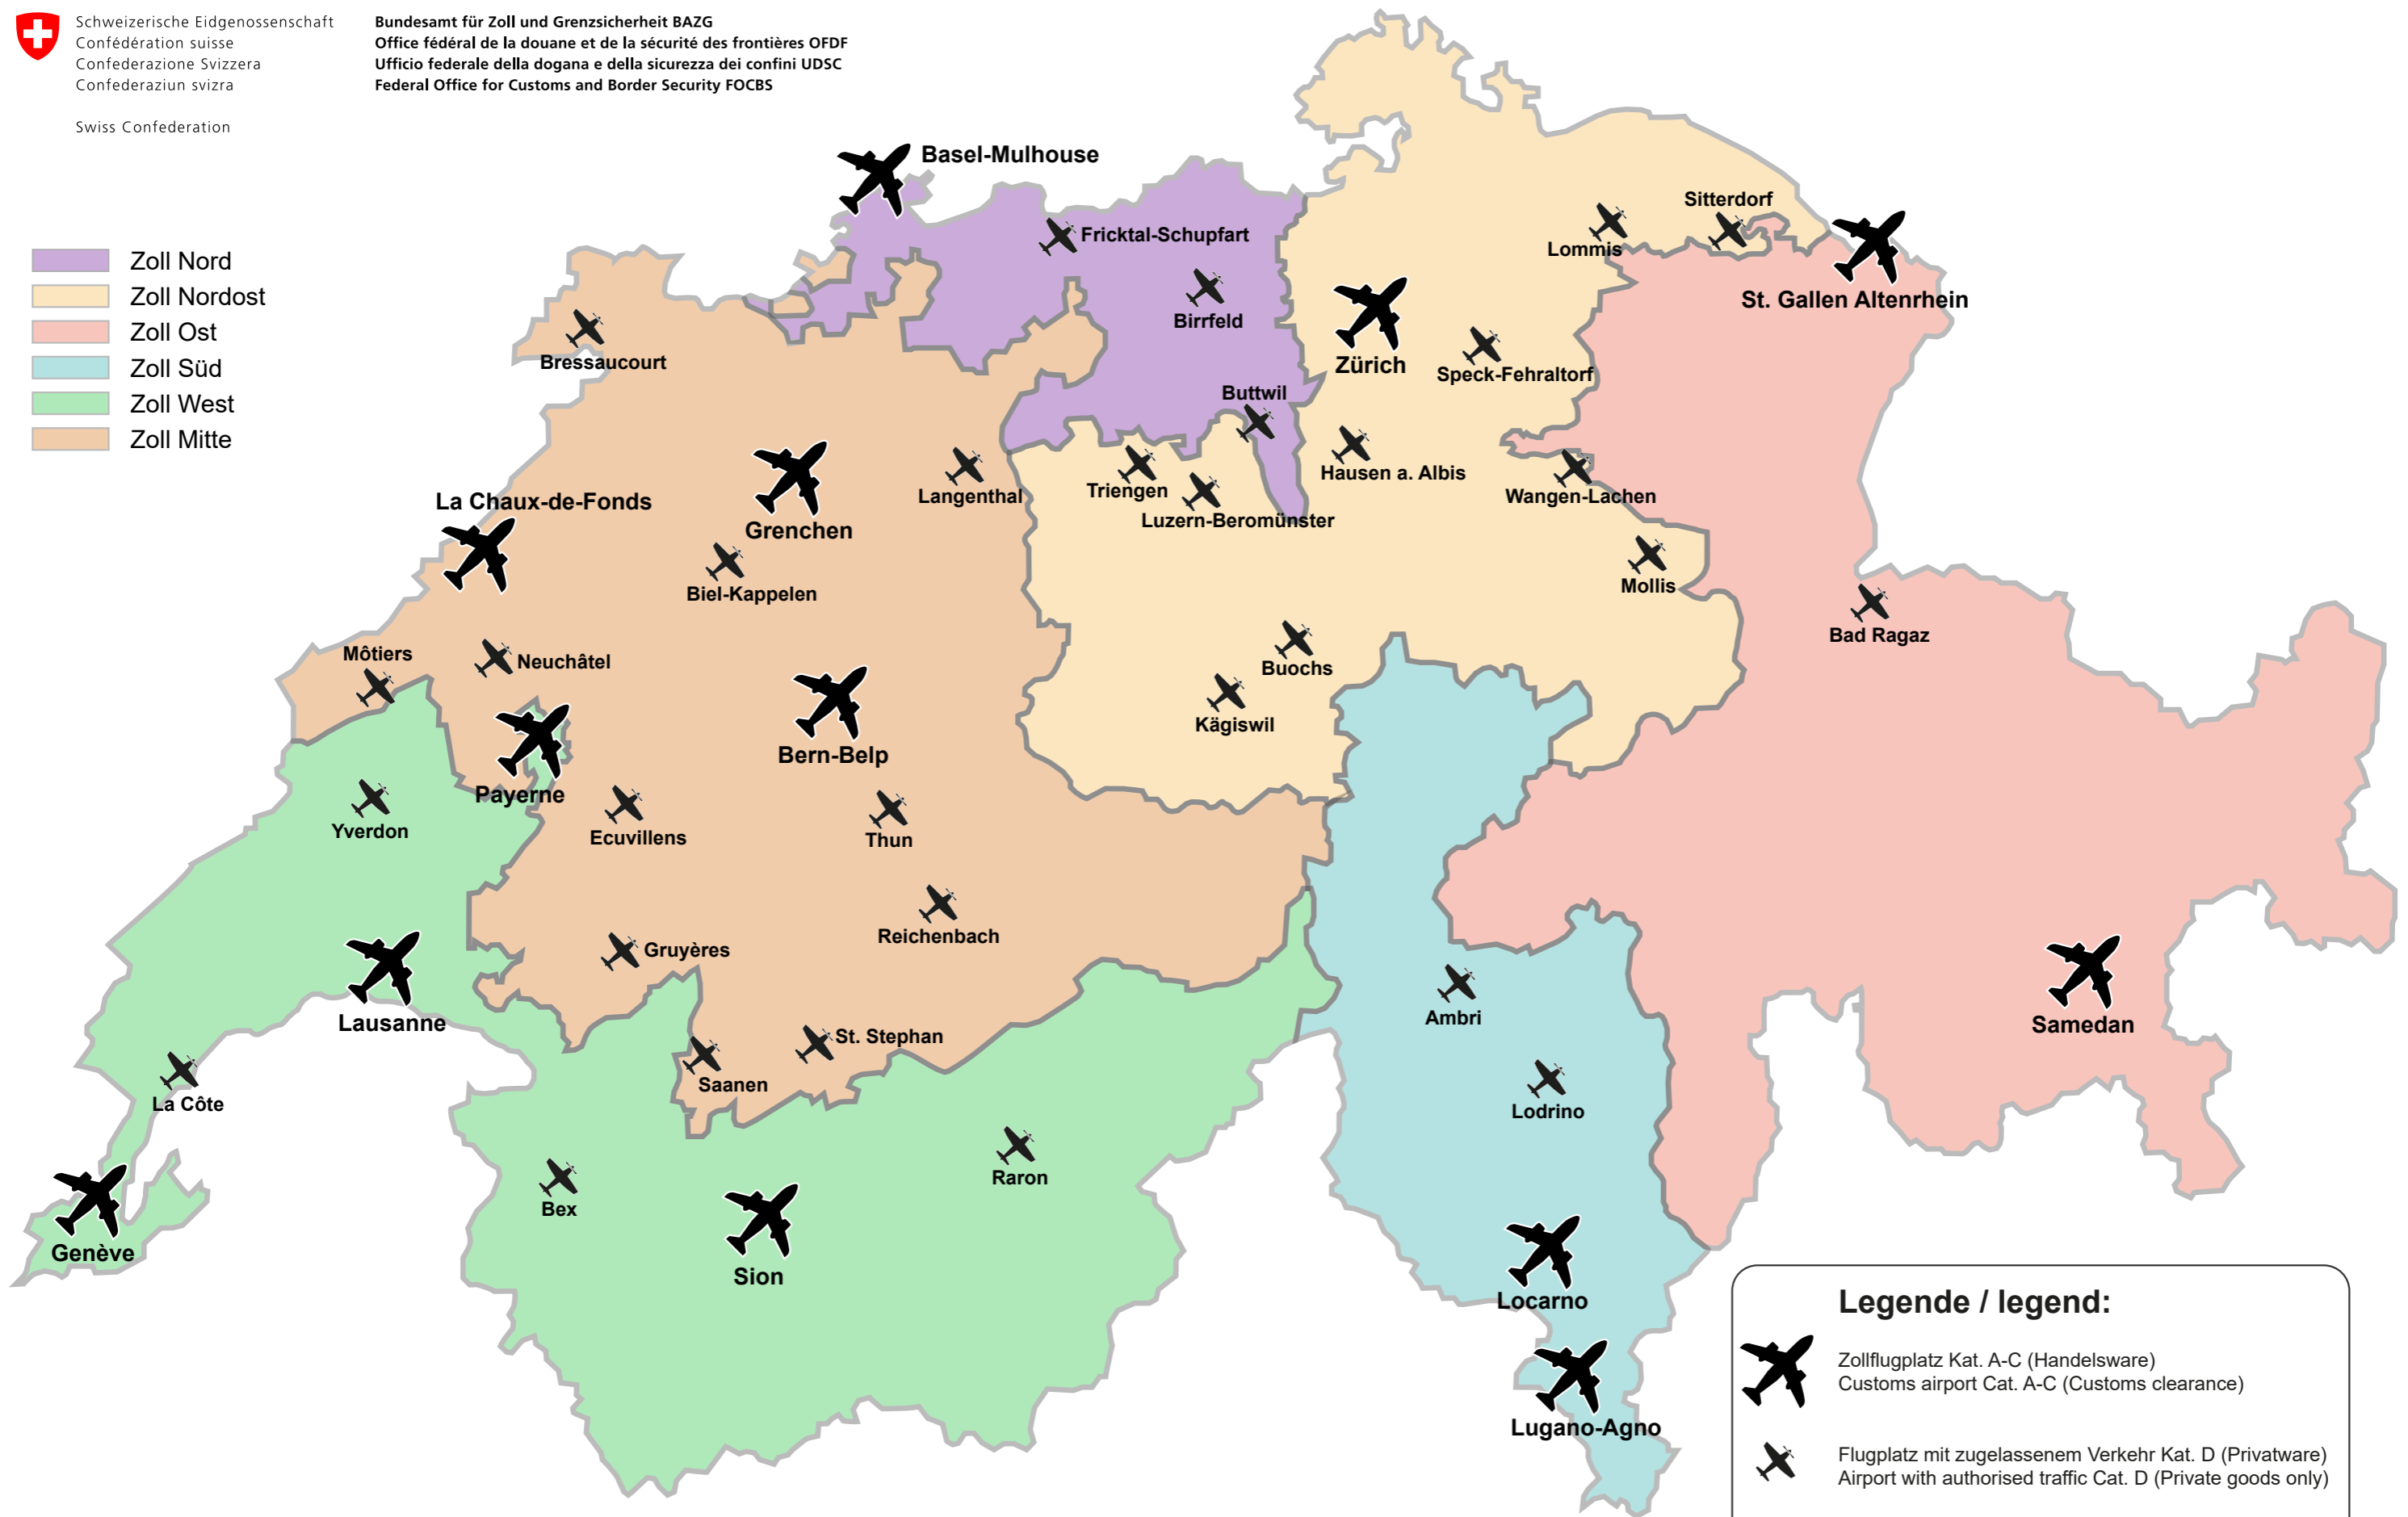 Schweizerische Eidgenossenschaft
Confédération suisse
Confederazione Svizzera
Confederaziun svizra
Swiss Confederation
Bundesamt für Zoll und Grenzsicherheit BAZG
Office fédéral de la douane et de la sécurité des frontières OFDF
Ufficio federale della dogana e della sicurezza dei confini UDSC
Federal Office for Customs and Border Security FOCBS
Zoll Nord
Zoll Nordost
Zoll Ost
Zoll Süd
Zoll West
Zoll Mitte
Basel-Mulhouse
Fricktal-Schupfart
Sitterdorf
Lommis
St. Gallen Altenrhein
Birrfeld
Bressaucourt
Zürich
Speck-Fehraltorf
Buttwil
Hausen a. Albis
Triengen
Langenthal
Wangen-Lachen
La Chaux-de-Fonds
Grenchen
Luzern-Beromünster
Biel-Kappelen
Mollis
Bad Ragaz
Môtiers
Neuchâtel
Buochs
Kägiswil
Bern-Belp
Payerne
Yverdon
Ecuvillens
Thun
Reichenbach
Gruyères
Ambri
Lausanne
Samedan
St. Stephan
Saanen
La Côte
Lodrino
Raron
Bex
Genève
Sion
Locarno
Lugano-Agno
Legende / legend:
Zollflugplatz Kat. A-C (Handelsware)
Customs airport Cat. A-C (Customs clearance)
Flugplatz mit zugelassenem Verkehr Kat. D (Privatware)
Airport with authorised traffic Cat. D (Private goods only)